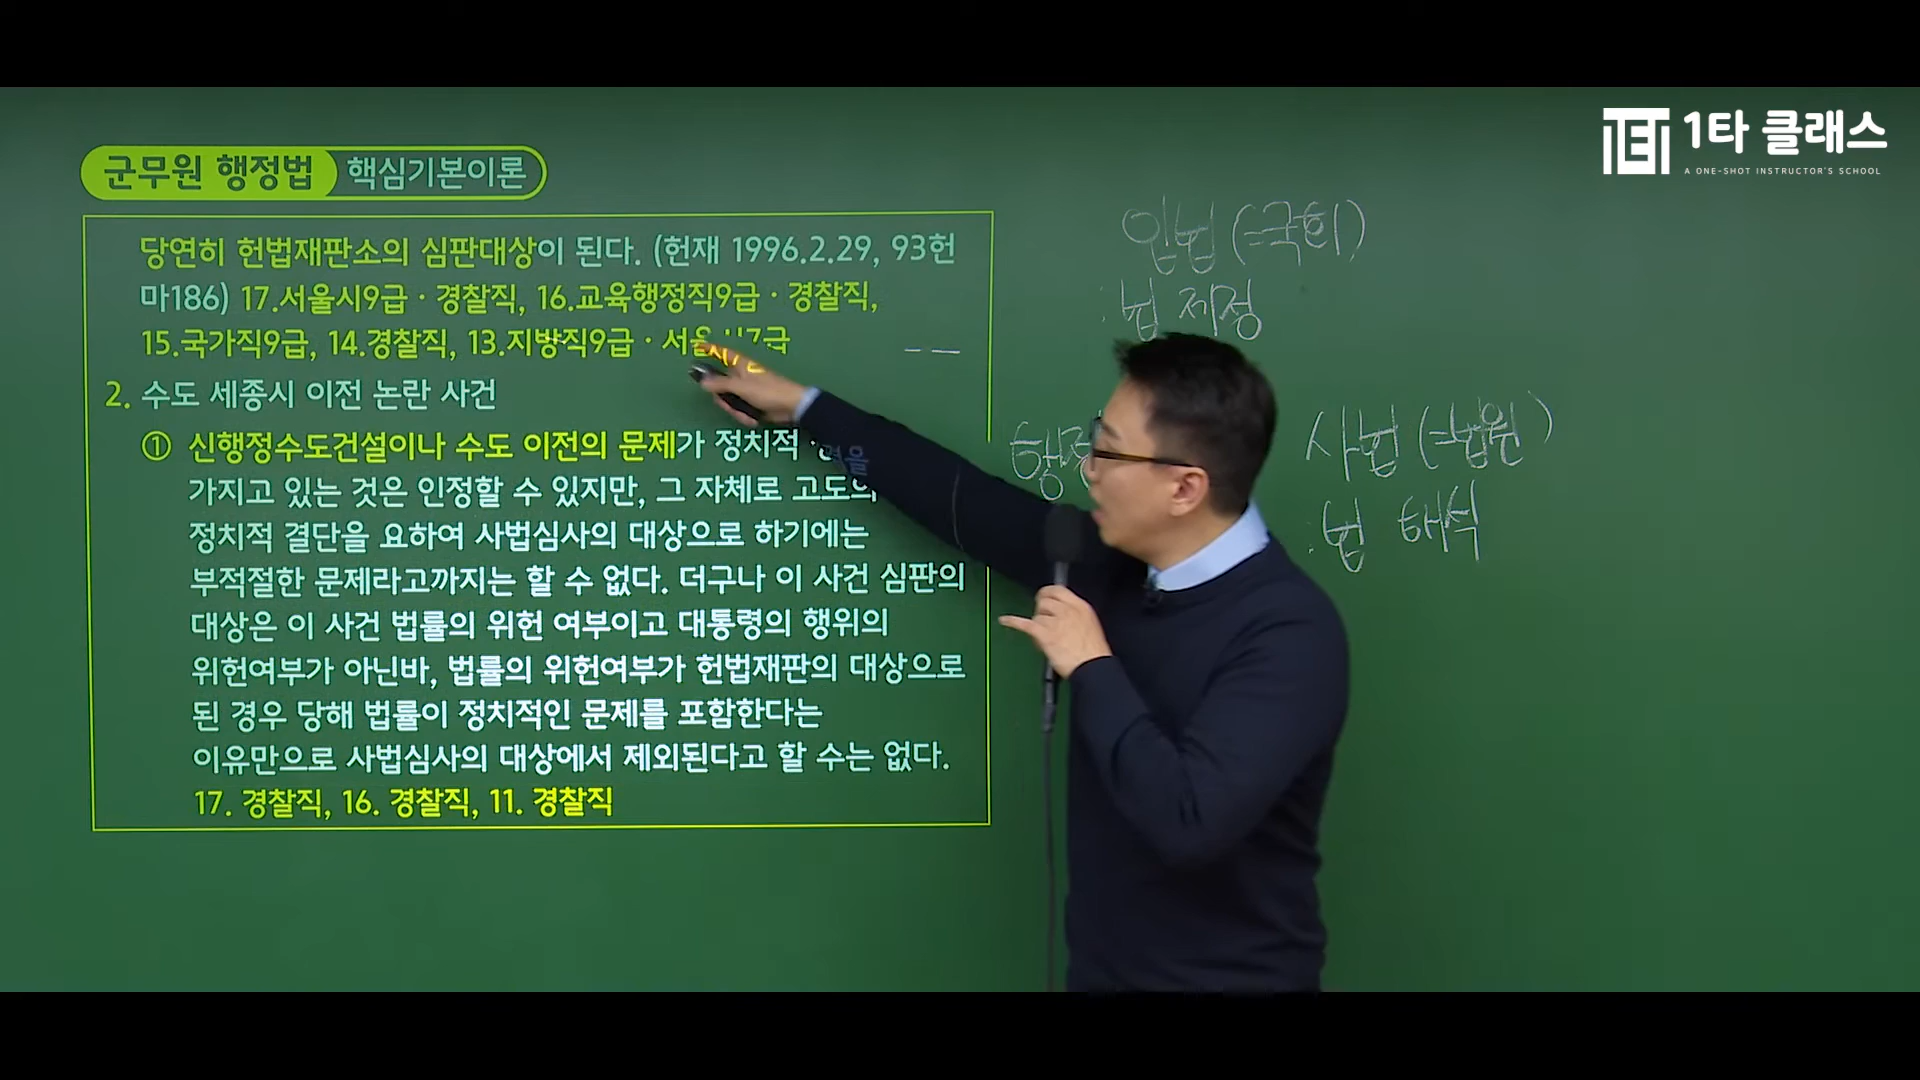 1타 클래스
A ONE-SHOT INSTRUCTOR'S SCHOOL
군무원 행정법 핵심기본이론
당연히 헌법재판소의 심판대상이 된다. (헌재 1996.2.29, 93헌
마186) 17.서울시9급 · 경찰직, 16.교육행정직9급 · 경찰직,
15.국가직9급, 14.경찰직, 13.지방직9급 · 서울시7급
2. 수도 세종시 이전 논란 사건
① 신행정수도건설이나 수도 이전의 문제가 정치적
가지고 있는 것은 인정할 수 있지만, 그 자체로 고도의
정치적 결단을 요하여 사법심사의 대상으로 하기에는
부적절한 문제라고까지는 할 수 없다. 더구나 이 사건 심판의
대상은 이 사건 법률의 위헌 여부이고 대통령의 행위의
위헌여부가 아닌바, 법률의 위헌여부가 헌법재판의 대상으로
된 경우 당해 법률이 정치적인 문제를 포함한다는
이유만으로 사법심사의 대상에서 제외된다고 할 수는 없다.
17. 경찰직, 16. 경찰직, 11. 경찰직
입법 (=국회)
: 법 제정
행정
사법 (=법원)
: 법 해석